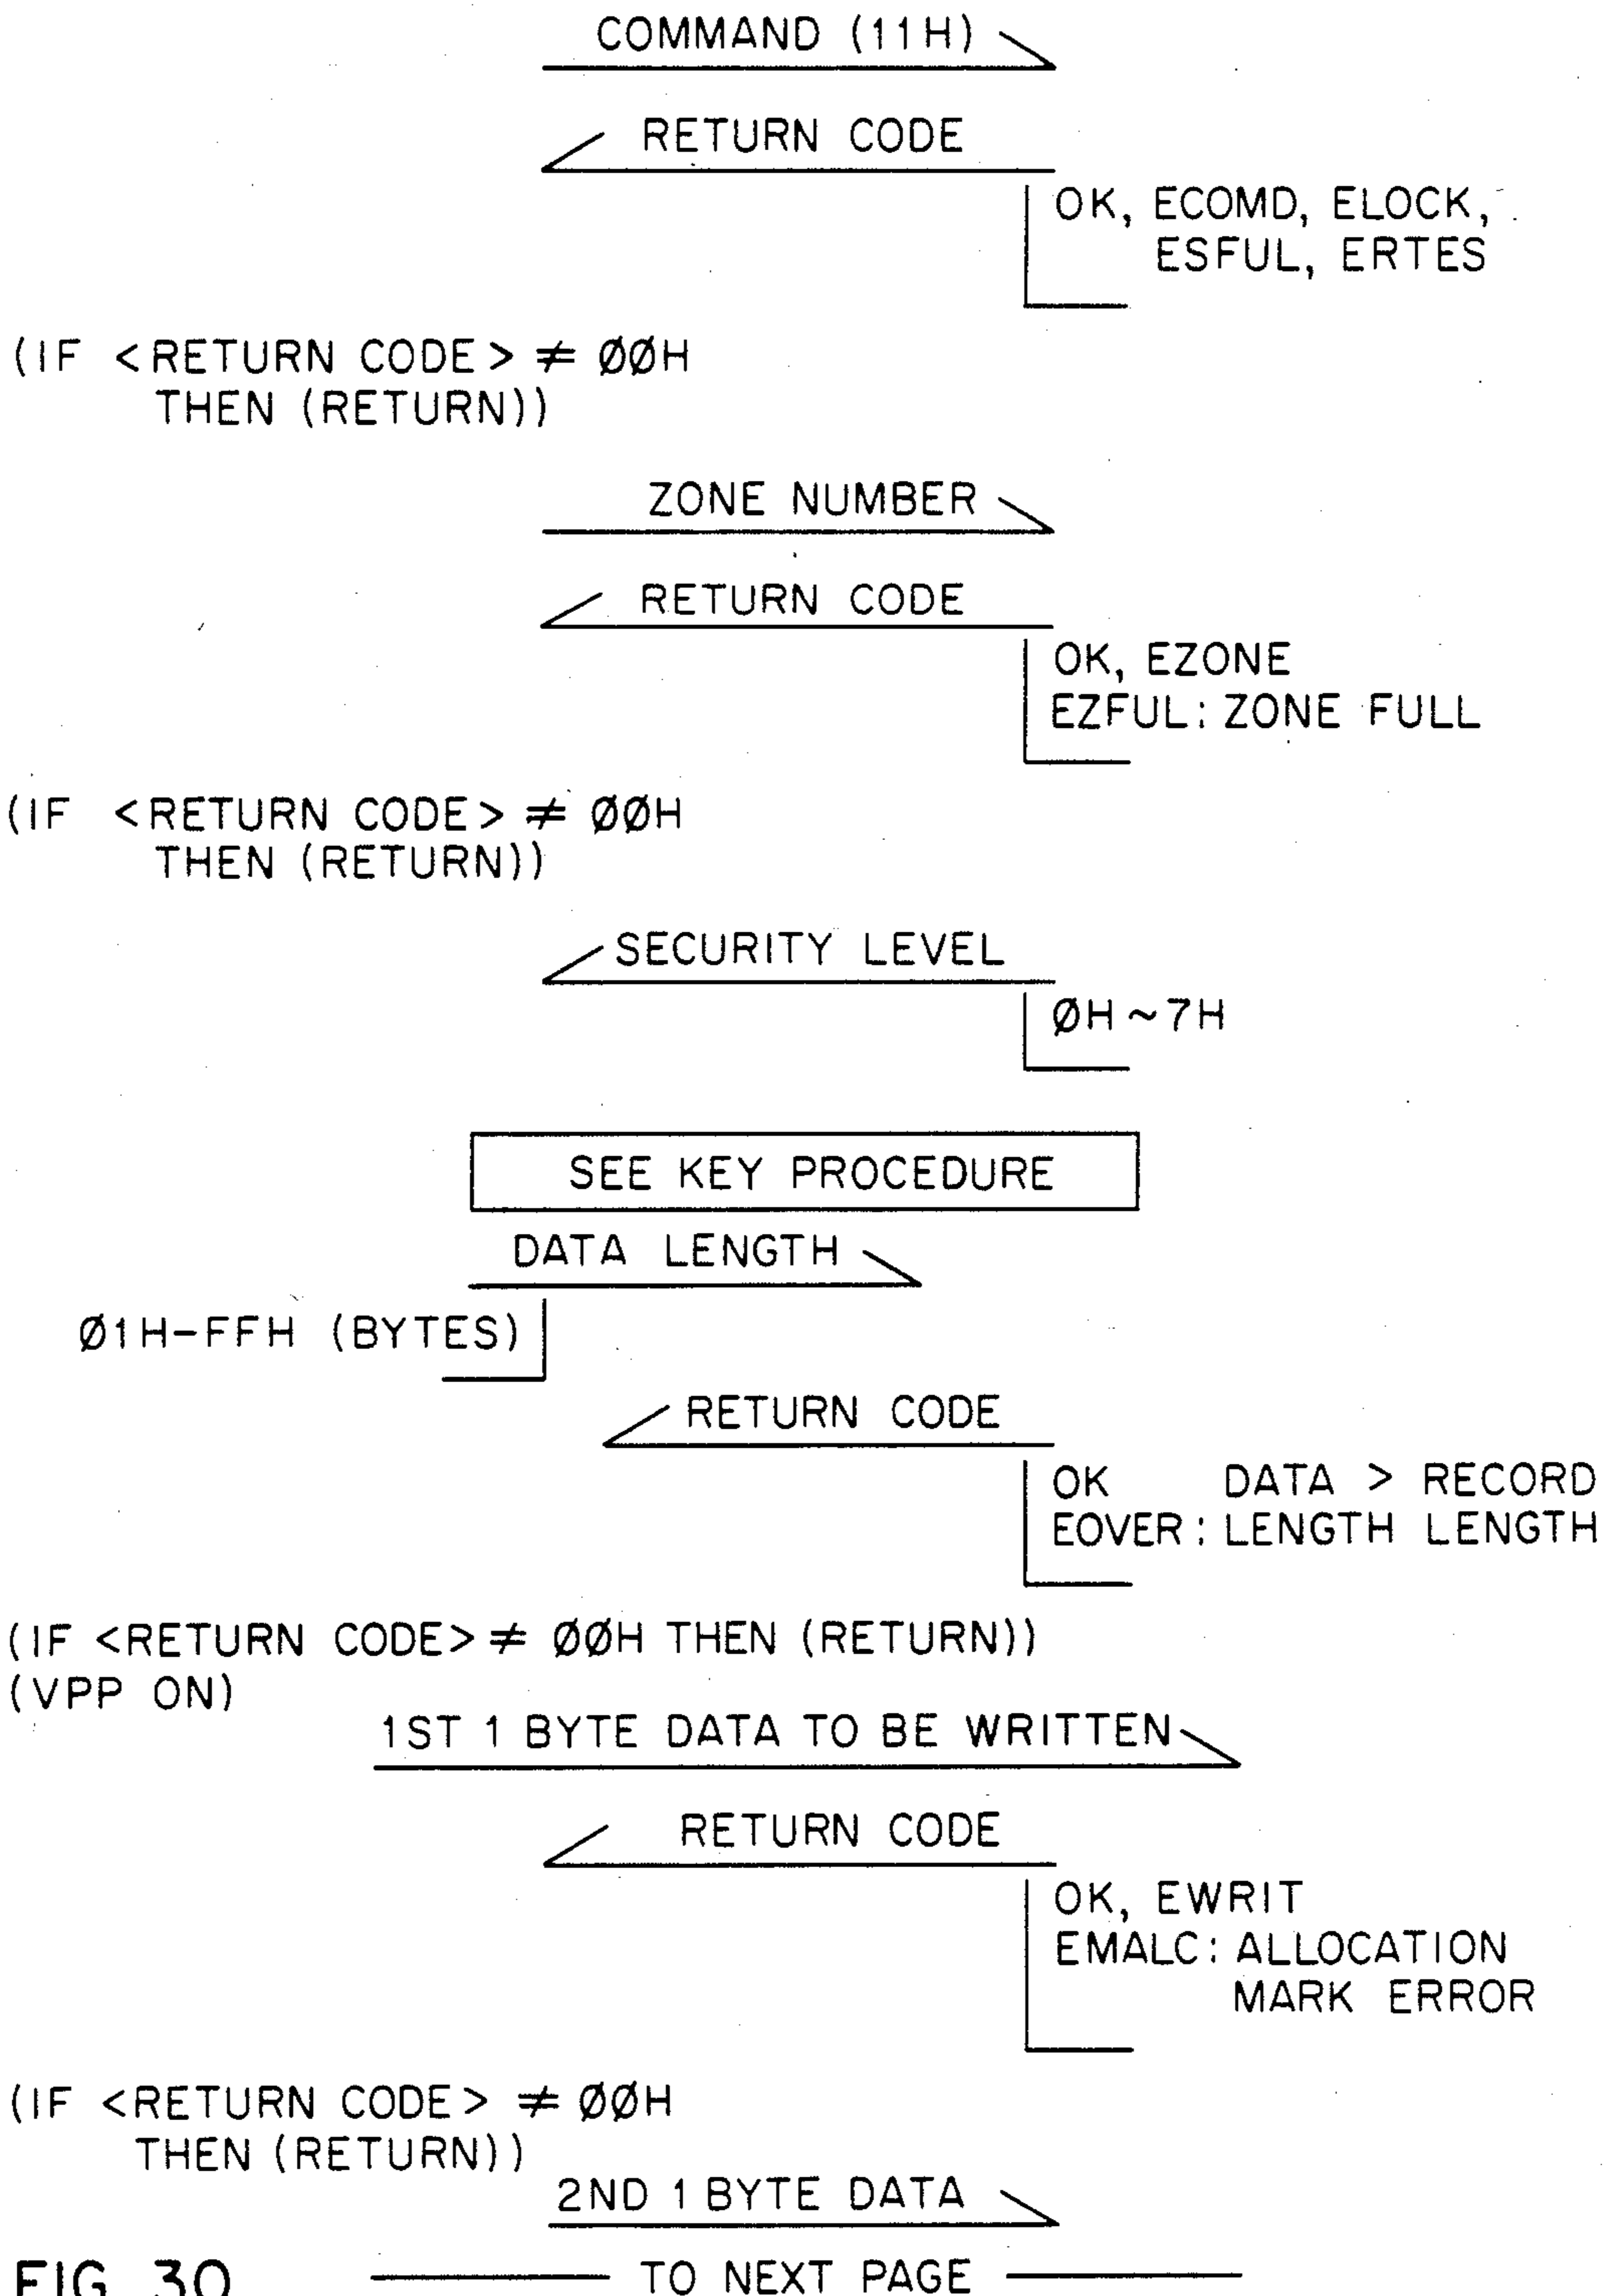 COMMAND (11H)
RETURN CODE
OK, ECOMD, ELOCK,
ESFUL, ERTES
(IF <RETURN CODE> ≠ ØØH
THEN (RETURN))
ZONE NUMBER
RETURN CODE
OK, EZONE
EZFUL: ZONE FULL
(IF <RETURN CODE> ≠ ØØH
THEN (RETURN))
SECURITY LEVEL
ØH ~ 7H
SEE KEY PROCEDURE
DATA LENGTH
Ø1H-FFH (BYTES)
RETURN CODE
OK DATA > RECORD
EOVER: LENGTH LENGTH
(IF <RETURN CODE> ≠ ØØH THEN (RETURN))
(VPP ON)
1ST 1 BYTE DATA TO BE WRITTEN
RETURN CODE
OK, EWRIT
EMALC: ALLOCATION
MARK ERROR
(IF <RETURN CODE> ≠ ØØH
THEN (RETURN))
2ND 1 BYTE DATA
FIG. 30 TO NEXT PAGE